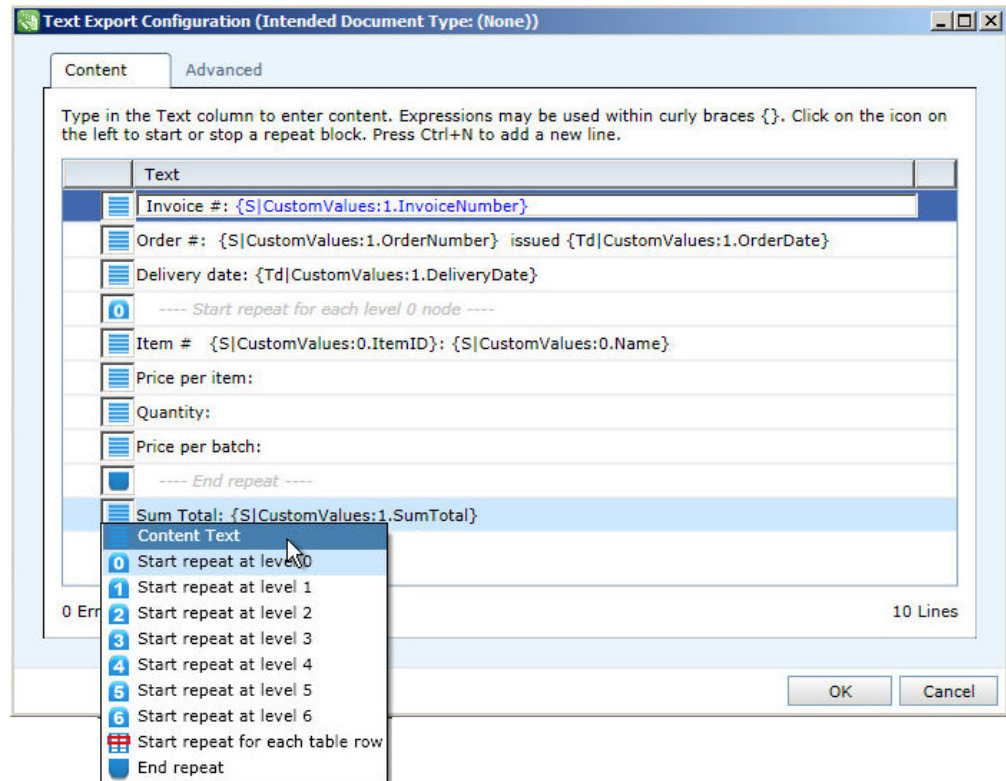 Text Export Configuration (Intended Document Type: (None))
Content
Advanced
Type in the Text column to enter content. Expressions may be used within curly braces {}. Click on the icon on
the left to start or stop a repeat block. Press Ctrl+N to add a new line.
Text
Invoice #: {S|CustomValues:1.InvoiceNumber}
Order #: {S|CustomValues:1.OrderNumber} issued {Td|CustomValues:1.OrderDate}
Delivery date: {Td|CustomValues:1.DeliveryDate}
0 ---- Start repeat for each level 0 node ----
Item # {S|CustomValues:0.ItemID}: {S|CustomValues:0.Name}
Price per item:
Quantity:
Price per batch:
---- End repeat ----
Sum Total: {S|CustomValues:1.SumTotal}
Content Text
0 Start repeat at level 0
1 Start repeat at level 1
2 Start repeat at level 2
3 Start repeat at level 3
4 Start repeat at level 4
5 Start repeat at level 5
6 Start repeat at level 6
Start repeat for each table row
End repeat
0 Err
10 Lines
OK
Cancel